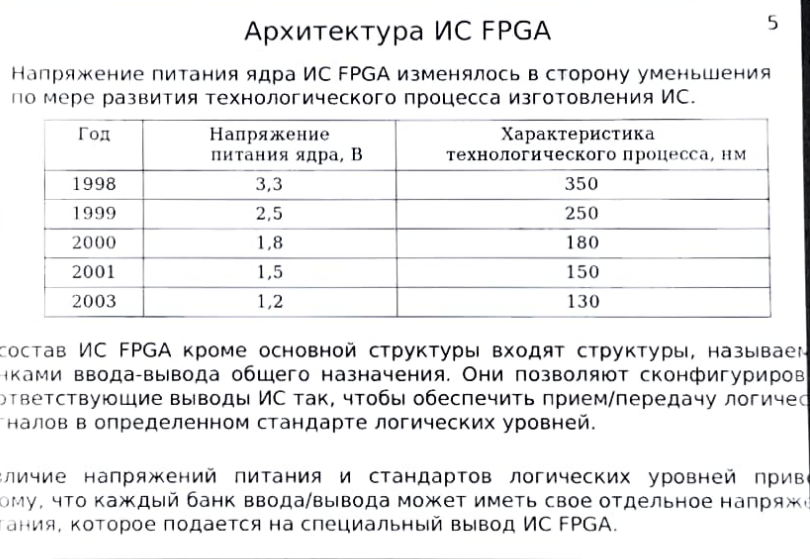 5
Архитектура ИС FPGA
Напряжение питания ядра ИС FPGA изменялось в сторону уменьшения
по мере развития технологического процесса изготовления ИС.
Год Напряжение питания ядра, В Характеристика технологического процесса, нм
1998 3,3 350
1999 2,5 250
2000 1,8 180
2001 1,5 150
2003 1,2 130
состав ИС FPGA кроме основной структуры входят структуры, называем
нками ввода-вывода общего назначения. Они позволяют сконфигуриров
ответствующие выводы ИС так, чтобы обеспечить прием/передачу логичес
гналов в определенном стандарте логических уровней.
зличие напряжений питания и стандартов логических уровней приво
ому, что каждый банк ввода/вывода может иметь свое отдельное напряже
тания, которое подается на специальный вывод ИС FPGA.